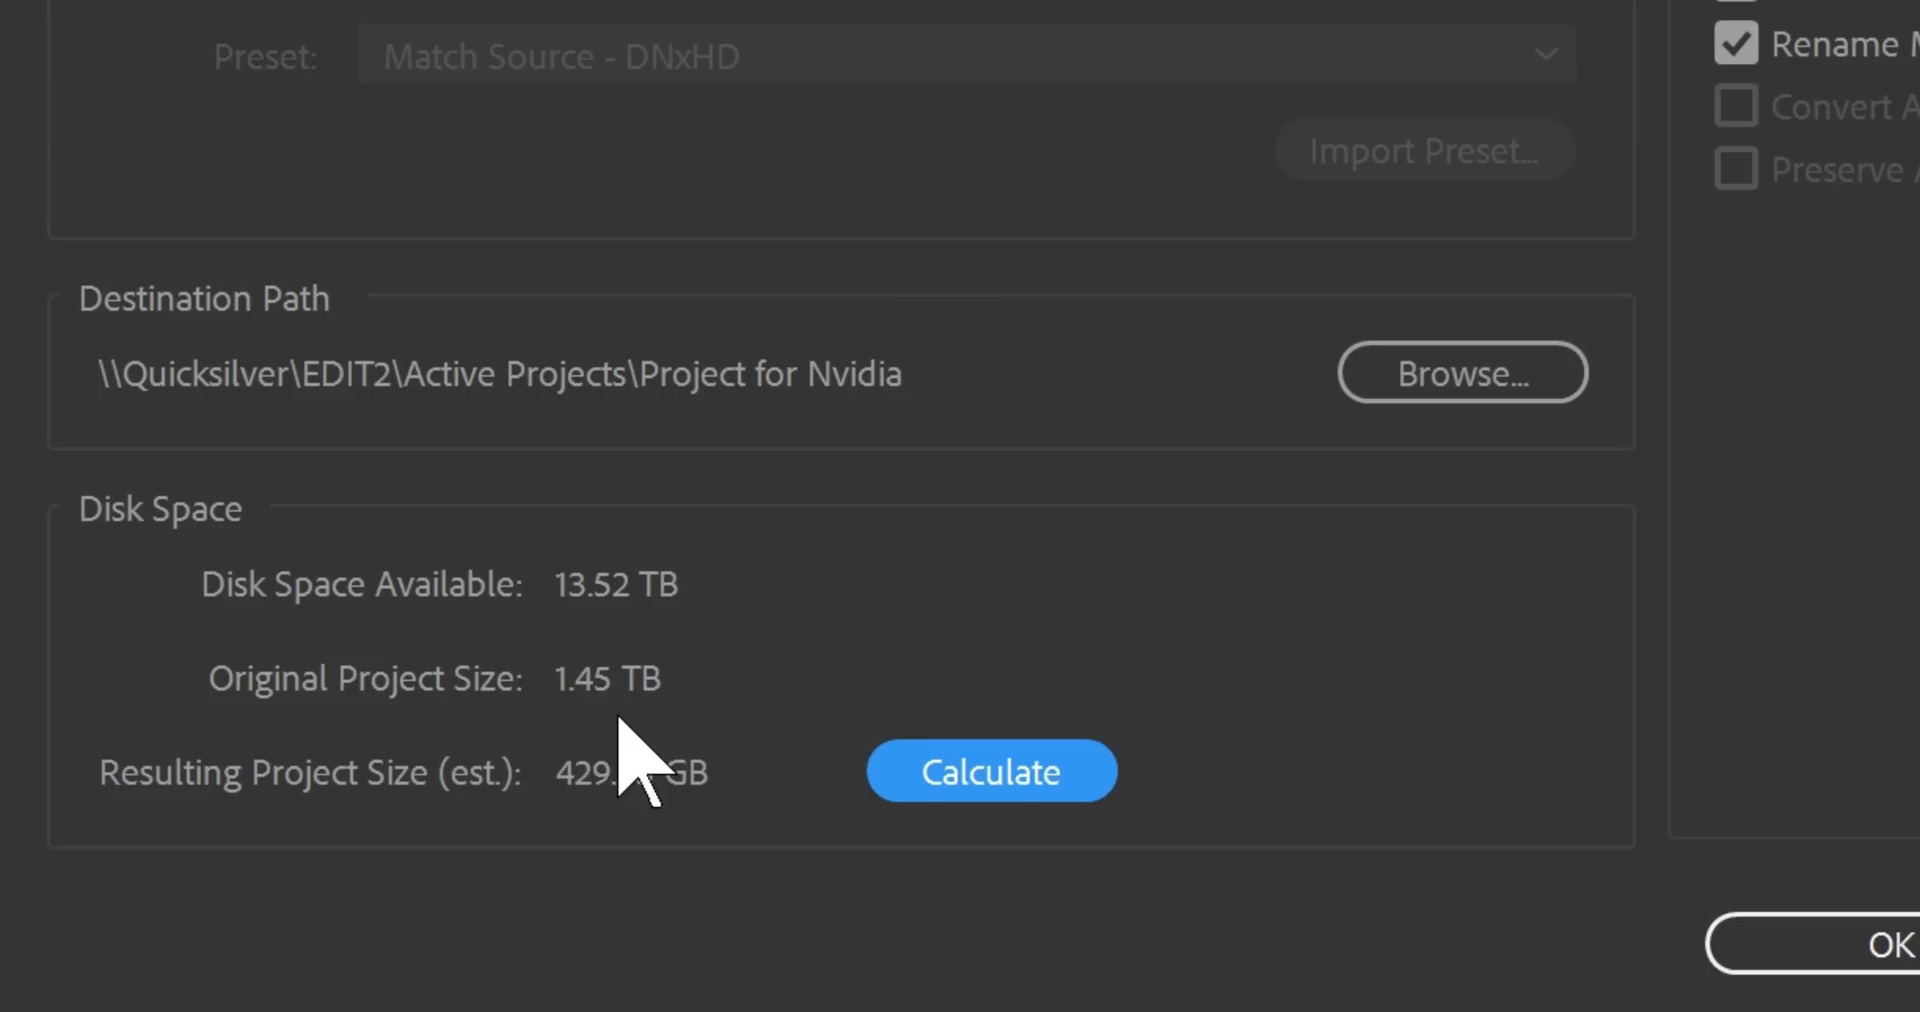 Preset: Match Source - DNxHD
Import Preset...
Rename
Convert
Preserve
Destination Path
\\Quicksilver\EDIT2\Active Projects\Project for Nvidia
Browse...
Disk Space
Disk Space Available: 13.52 TB
Original Project Size: 1.45 TB
Resulting Project Size (est.): GB
Calculate
OK